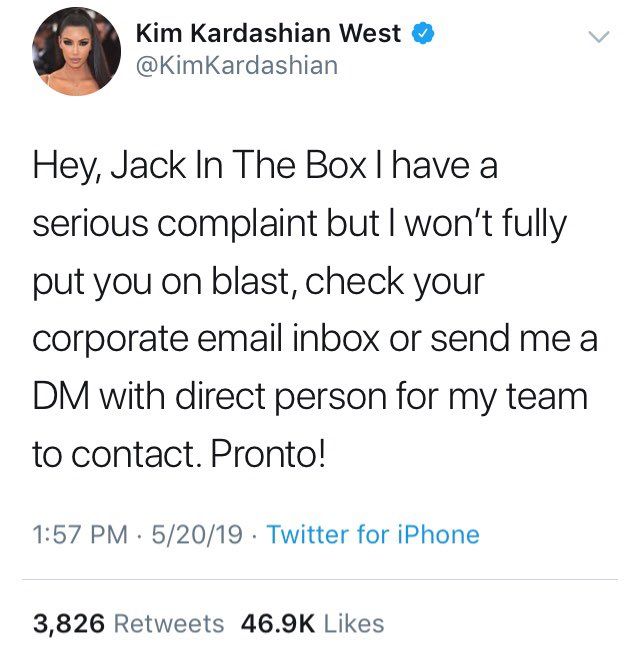 Kim Kardashian West
@KimKardashian
Hey, Jack In The Box I have a
serious complaint but I won’t fully
put you on blast, check your
corporate email inbox or send me a
DM with direct person for my team
to contact. Pronto!
1:57 PM · 5/20/19 · Twitter for iPhone
3,826 Retweets 46.9K Likes